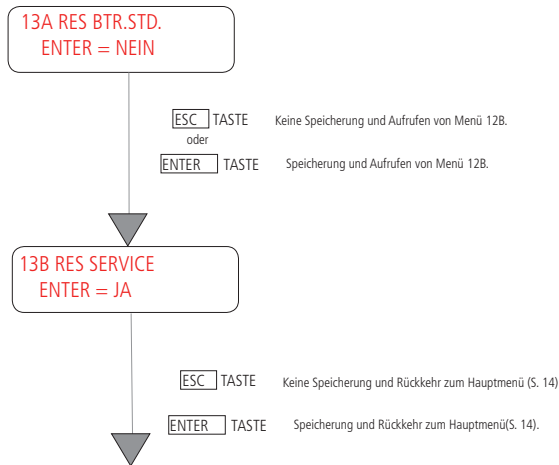 13A RES BTR.STD.
ENTER = NEIN
ESC TASTE Keine Speicherung und Aufrufen von Menü 12B.
oder
ENTER TASTE Speicherung und Aufrufen von Menü 12B.
13B RES SERVICE
ENTER = JA
ESC TASTE Keine Speicherung und Rückkehr zum Hauptmenü (S. 14)
ENTER TASTE Speicherung und Rückkehr zum Hauptmenü(S. 14).